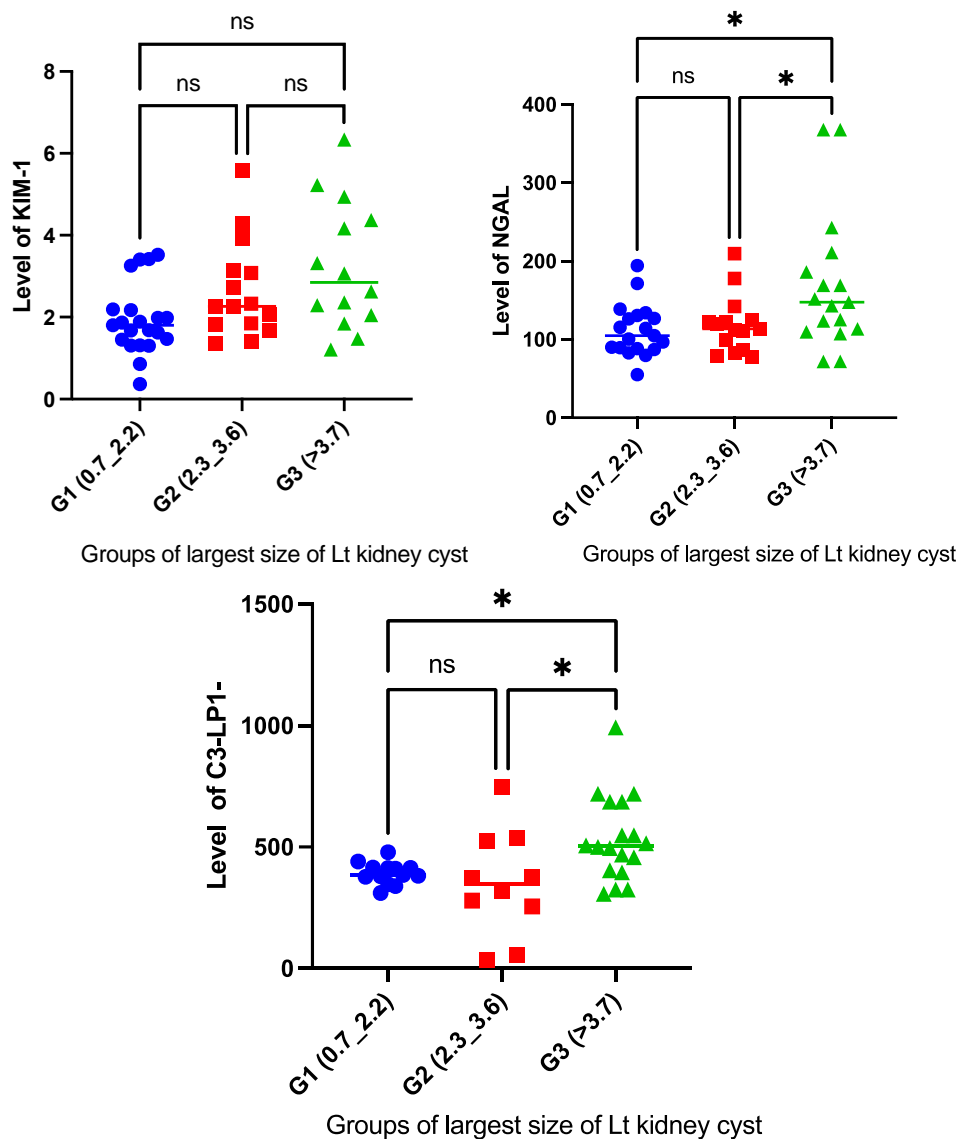 ns
ns
ns
8
6
4
2
0
Level of KIM-1
G1 (0.7_2.2)
G2 (2.3_3.6)
G3 (>3.7)
Groups of largest size of Lt kidney cyst
*
ns
*
400
300
200
100
0
Level of NGAL
G1 (0.7_2.2)
G2 (2.3_3.6)
G3 (>3.7)
Groups of largest size of Lt kidney cyst
*
ns
*
1500
1000
500
0
Level of C3-LP1-
G1 (0.7_2.2)
G2 (2.3_3.6)
G3 (>3.7)
Groups of largest size of Lt kidney cyst